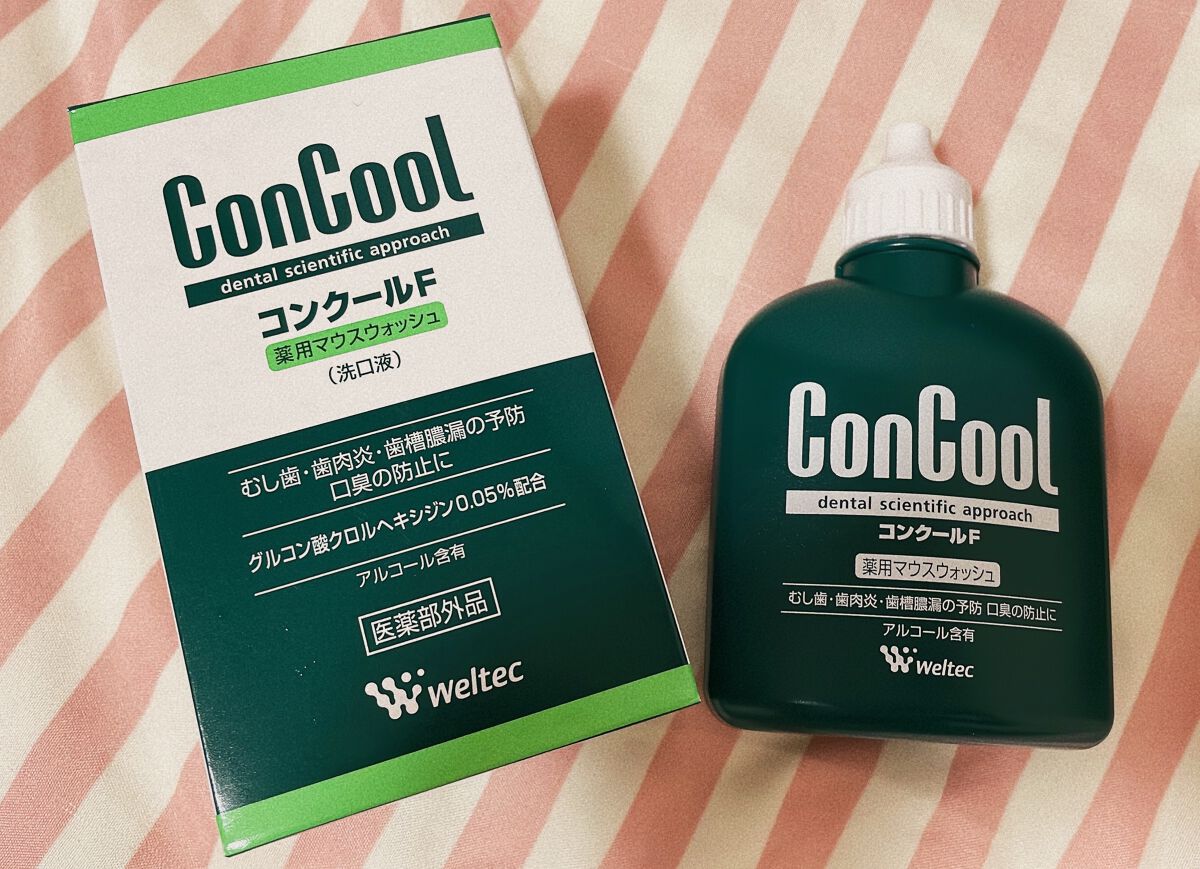 ConCool
dental scientific approach
コンクールF
薬用マウスウォッシュ
(洗口液)
むし歯・歯肉炎・歯槽膿漏の予防
口臭の防止に
グルコン酸クロルヘキシジン0.05%配合
アルコール含有
医薬部外品
weltec
ConCool
dental scientific approach
コンクールF
薬用マウスウォッシュ
むし歯・歯肉炎・歯槽膿漏の予防 口臭の防止に
アルコール含有
weltec